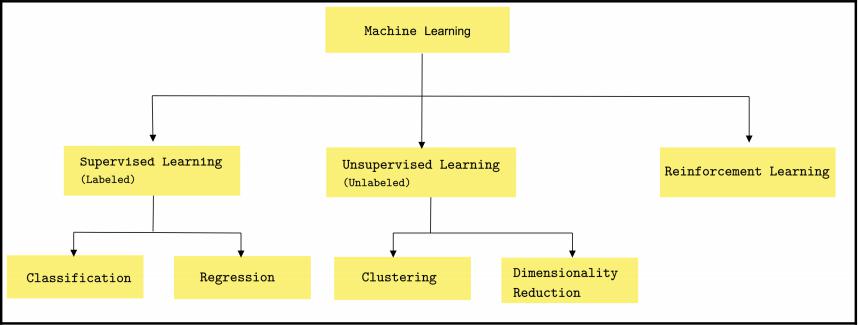 Machine Learning
Supervised Learning
(Labeled)
Unsupervised Learning
(Unlabeled)
Reinforcement Learning
Classification
Regression
Clustering
Dimensionality
Reduction